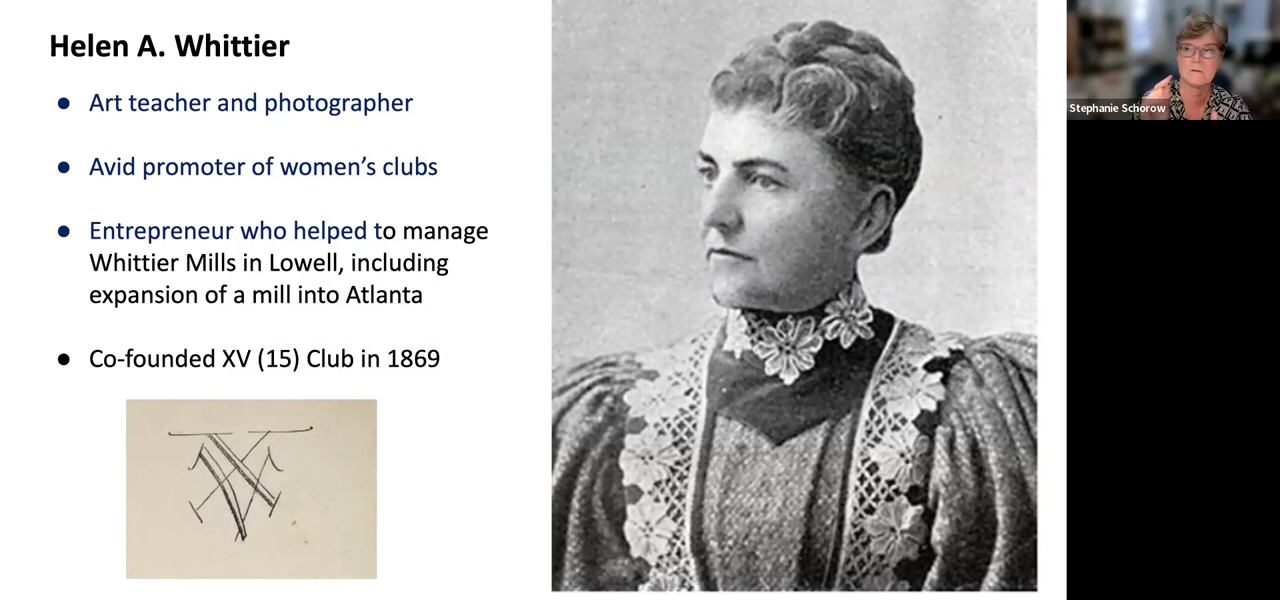 Helen A. Whittier
● Art teacher and photographer
● Avid promoter of women’s clubs
● Entrepreneur who helped to manage
Whittier Mills in Lowell, including
expansion of a mill into Atlanta
● Co-founded XV (15) Club in 1869
Stephanie Schorow